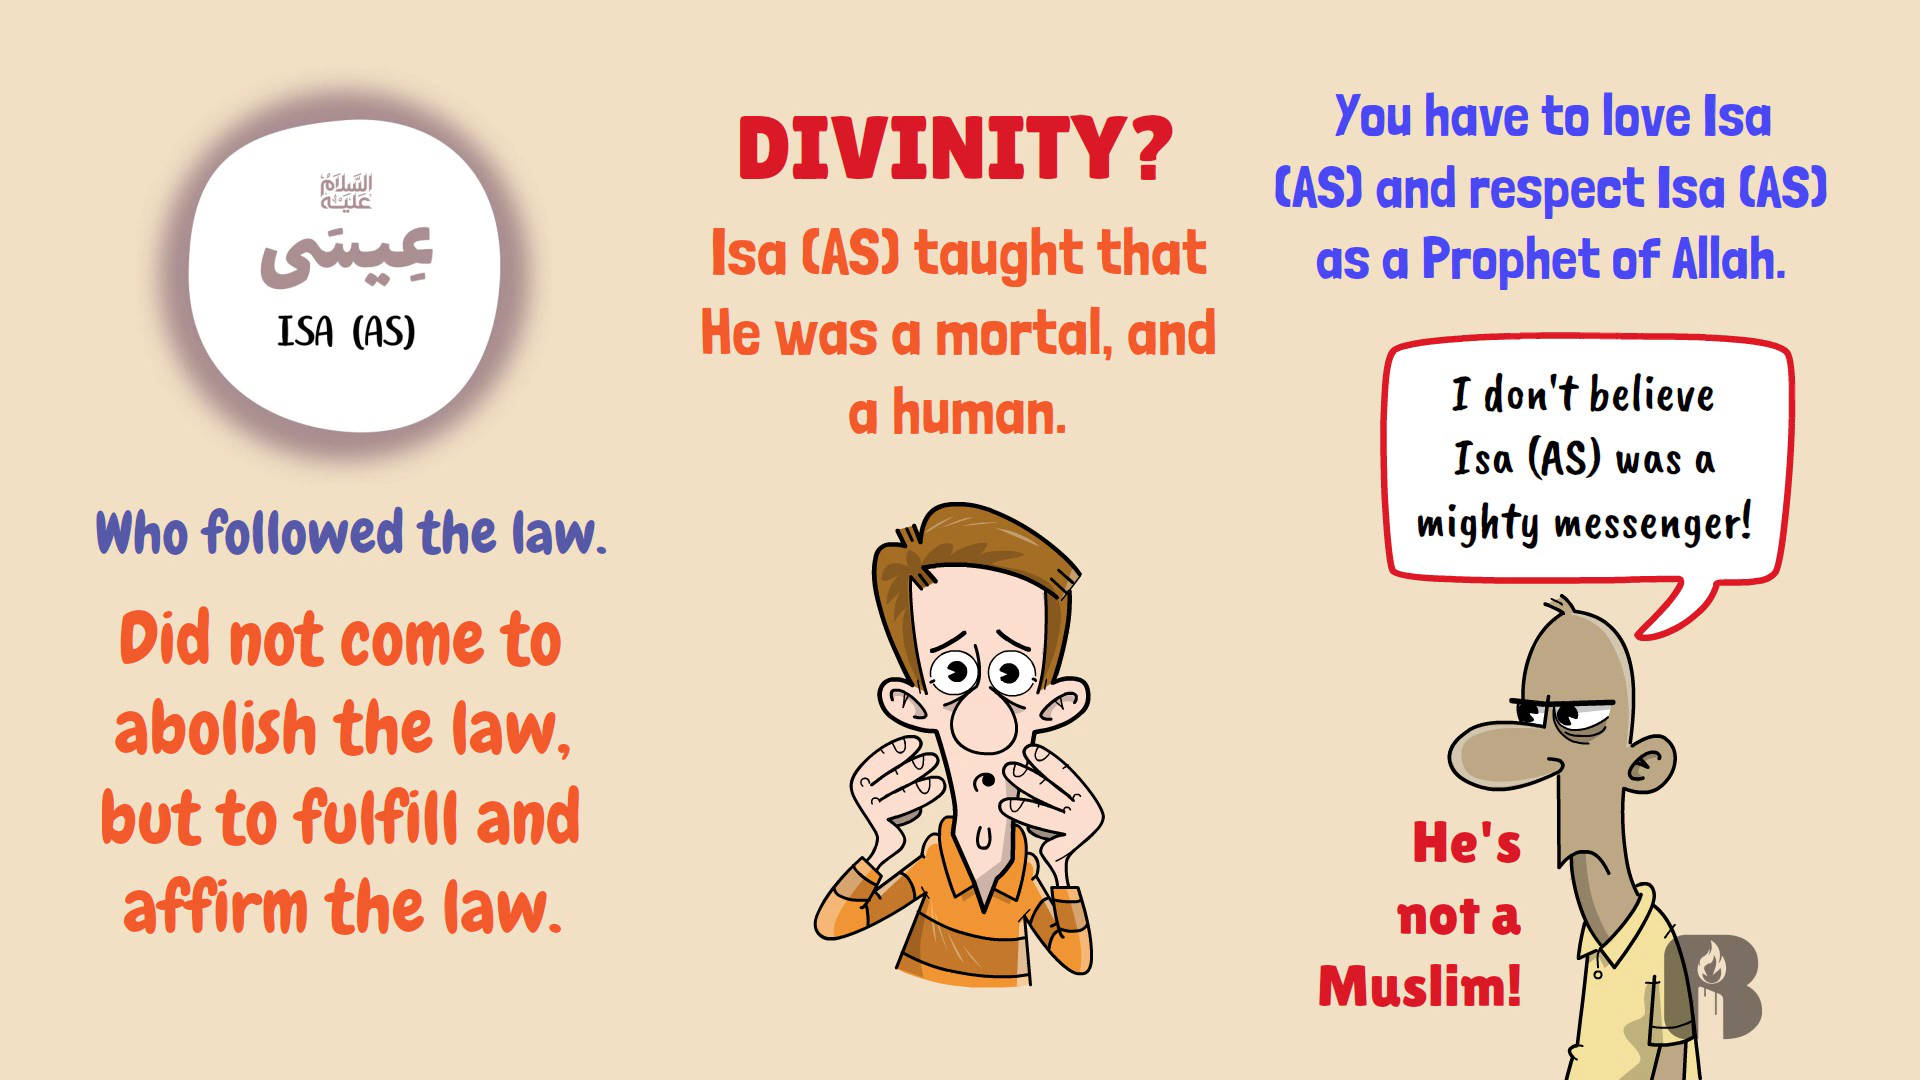 السَّلَامُ
عَلَيْهِ
عِيسَى
ISA (AS)
Who followed the law.
Did not come to
abolish the law,
but to fulfill and
affirm the law.
DIVINITY?
Isa (AS) taught that
He was a mortal, and
a human.
You have to love Isa
(AS) and respect Isa (AS)
as a Prophet of Allah.
I don't believe
Isa (AS) was a
mighty messenger!
He's
not a
Muslim!
B